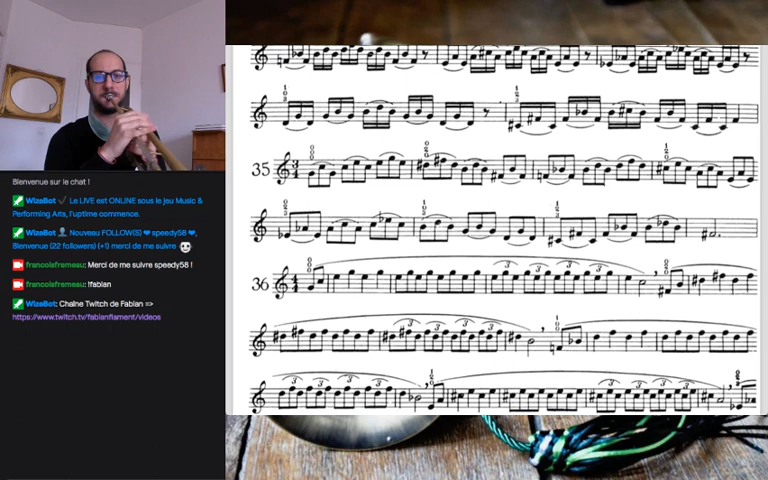 Bienvenue sur le chat !
WizeBot ✔ Le LIVE est ONLINE sous le jeu Music &
Performing Arts, l'uptime commence.
WizeBot 👤 Nouveau FOLLOW(S) ❤ speedy58 ❤,
Bienvenue (22 followers) (+1) merci de me suivre
francoisfremeau: Merci de me suivre speedy58 !
francoisfremeau: !fabian
WizeBot: Chaîne Twitch de Fabian =>
https://www.twitch.tv/fabianflament/videos
35
36